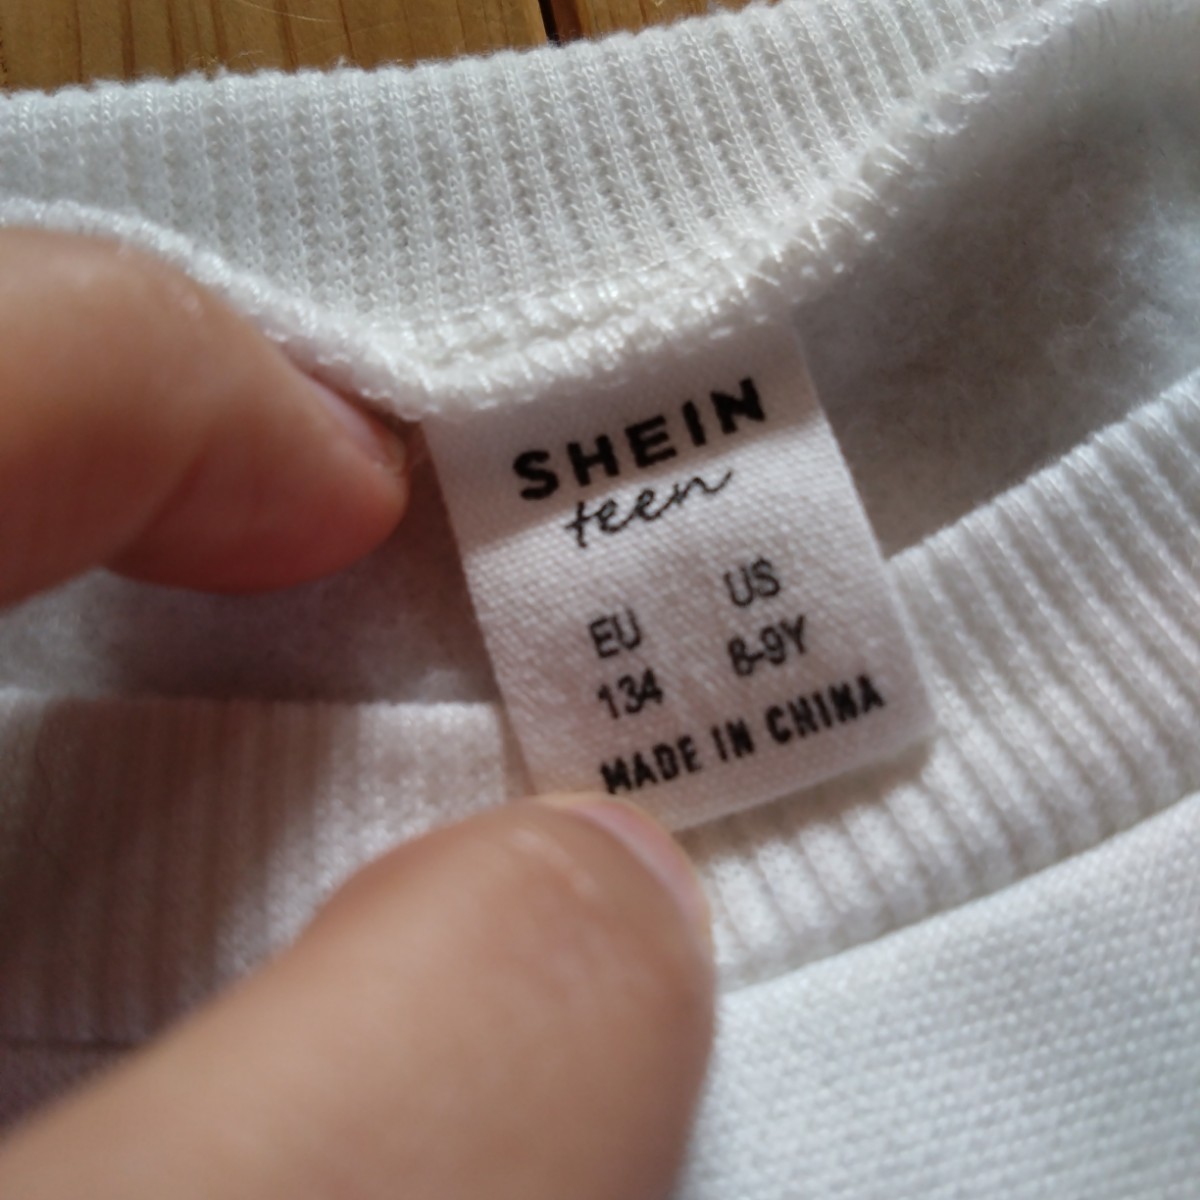 SHEIN
teen
EU US
134 8-9Y
MADE IN CHINA